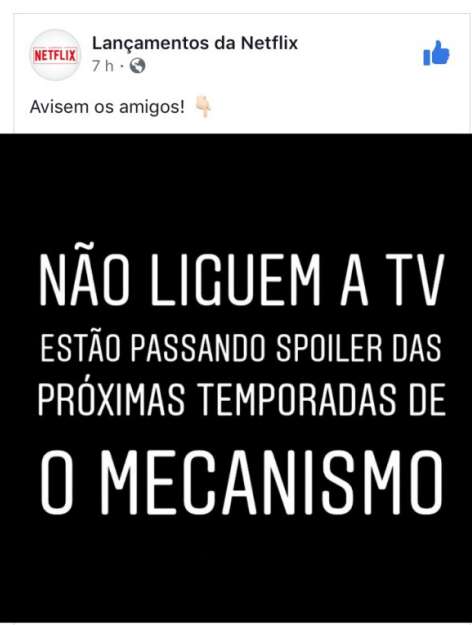 NETFLIX
Lançamentos da Netflix
7 h ·
Avisem os amigos! 👇🏻
NÃO LIGUEM A TV
ESTÃO PASSANDO SPOILER DAS
PRÓXIMAS TEMPORADAS DE
O MECANISMO